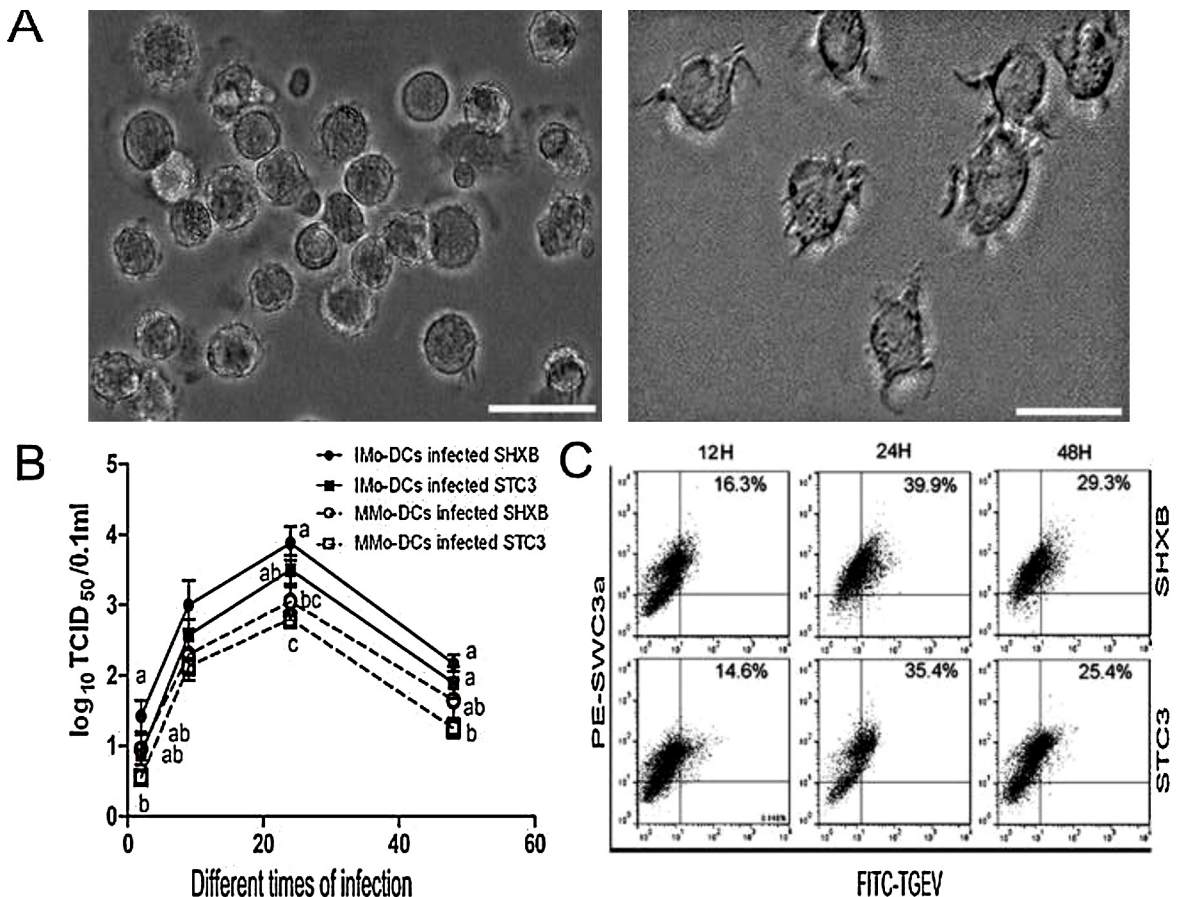 A
B
5
4
3
2
1
0
log10 TCID50/0.1ml
IMo-DCs infected SHXB
IMo-DCs infected STC3
MMo-DCs infected SHXB
MMo-DCs infected STC3
a
ab
bc
c
a
ab
ab
b
a
a
ab
b
0 20 40 60
Different times of infection
C
12H 24H 48H
16.3% 39.9% 29.3%
SHXB
14.6% 35.4% 25.4%
STC3
PE-SWC3a
FITC-TGEV